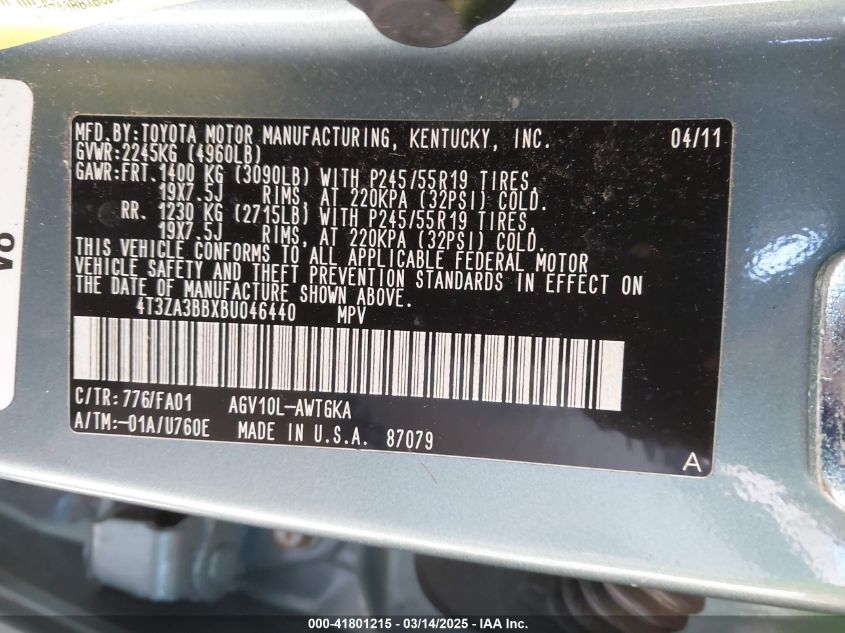 MFD.BY:TOYOTA MOTOR MANUFACTURING, KENTUCKY, INC. 04/11
GVWR:2245KG (4960LB)
GAWR:FRT.1400 KG (3090LB) WITH P245/55R19 TIRES,
19X7.5J RIMS, AT 220KPA (32PSI) COLD.
RR. 1230 KG (2715LB) WITH P245/55R19 TIRES,
19X7.5J RIMS, AT 220KPA (32PSI) COLD.
THIS VEHICLE CONFORMS TO ALL APPLICABLE FEDERAL MOTOR
VEHICLE SAFETY AND THEFT PREVENTION STANDARDS IN EFFECT ON
THE DATE OF MANUFACTURE SHOWN ABOVE.
4T3ZA3BBXBU046440 MPV
C/TR:776/FA01 AGV10L-AWTGKA
A/TM:-01A/U760E MADE IN U.S.A. 87079
A
000-41801215 - 03/14/2025 - IAAI Inc.